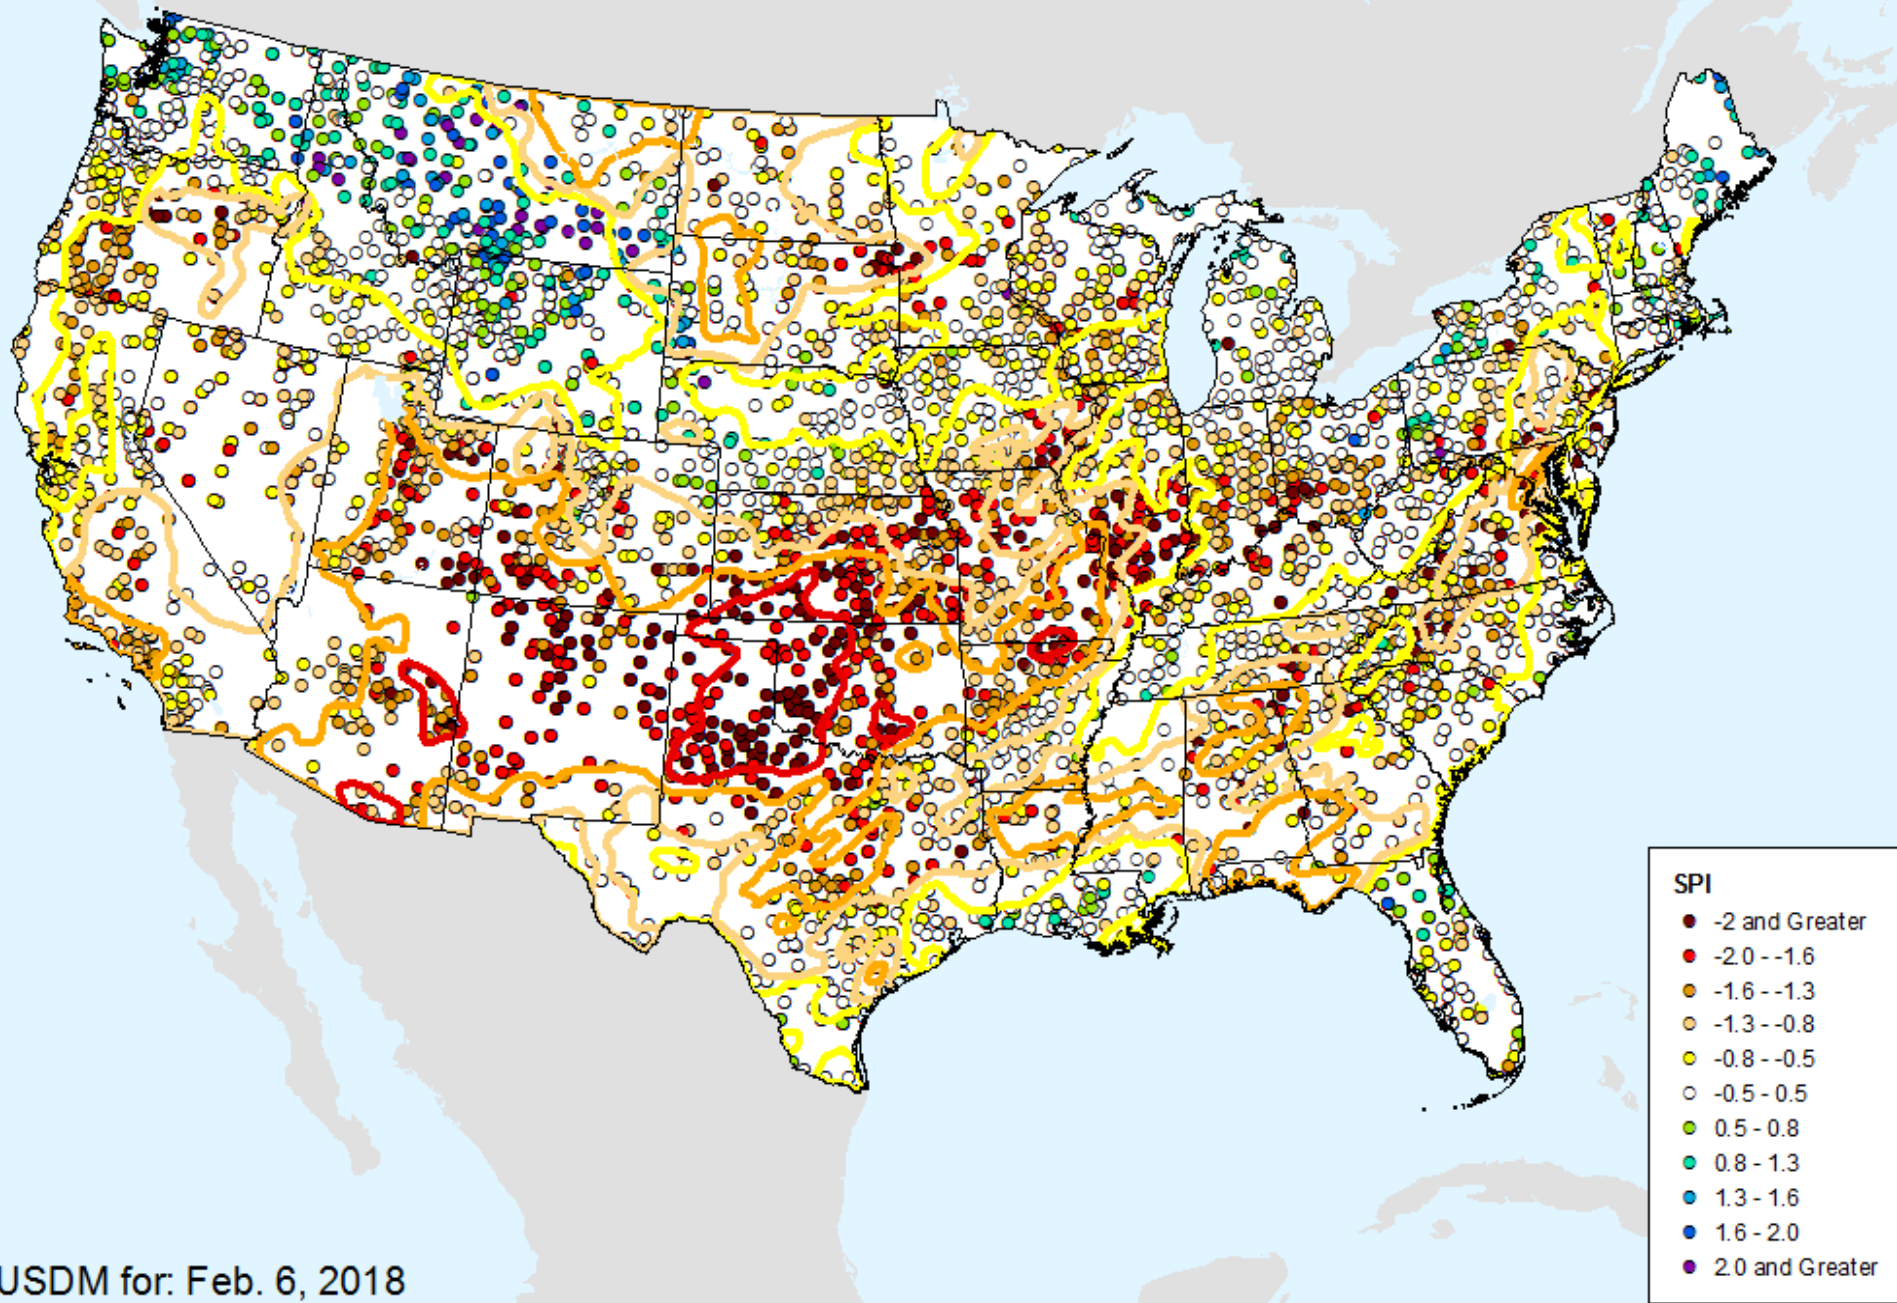 SPI
-2 and Greater
-2.0 - -1.6
-1.6 - -1.3
-1.3 - -0.8
-0.8 - -0.5
-0.5 - 0.5
0.5 - 0.8
0.8 - 1.3
1.3 - 1.6
1.6 - 2.0
2.0 and Greater
USDM for: Feb. 6, 2018